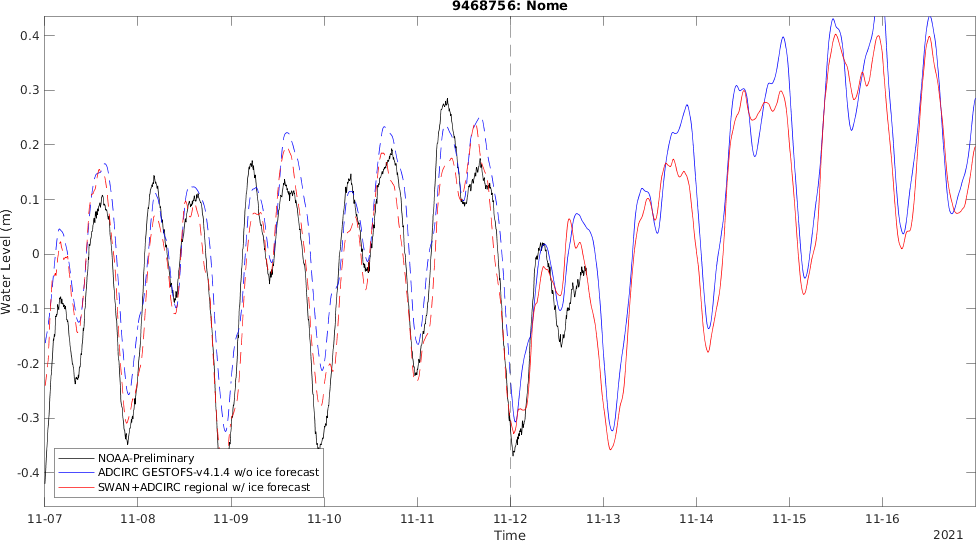 9468756: Nome
Water Level (m)
0.4
0.3
0.2
0.1
0
-0.1
-0.2
-0.3
-0.4
NOAA-Preliminary
ADCIRC GESTOFS-v4.1.4 w/o ice forecast
SWAN+ADCIRC regional w/ ice forecast
11-07 11-08 11-09 11-10 11-11 11-12 11-13 11-14 11-15 11-16
Time
2021